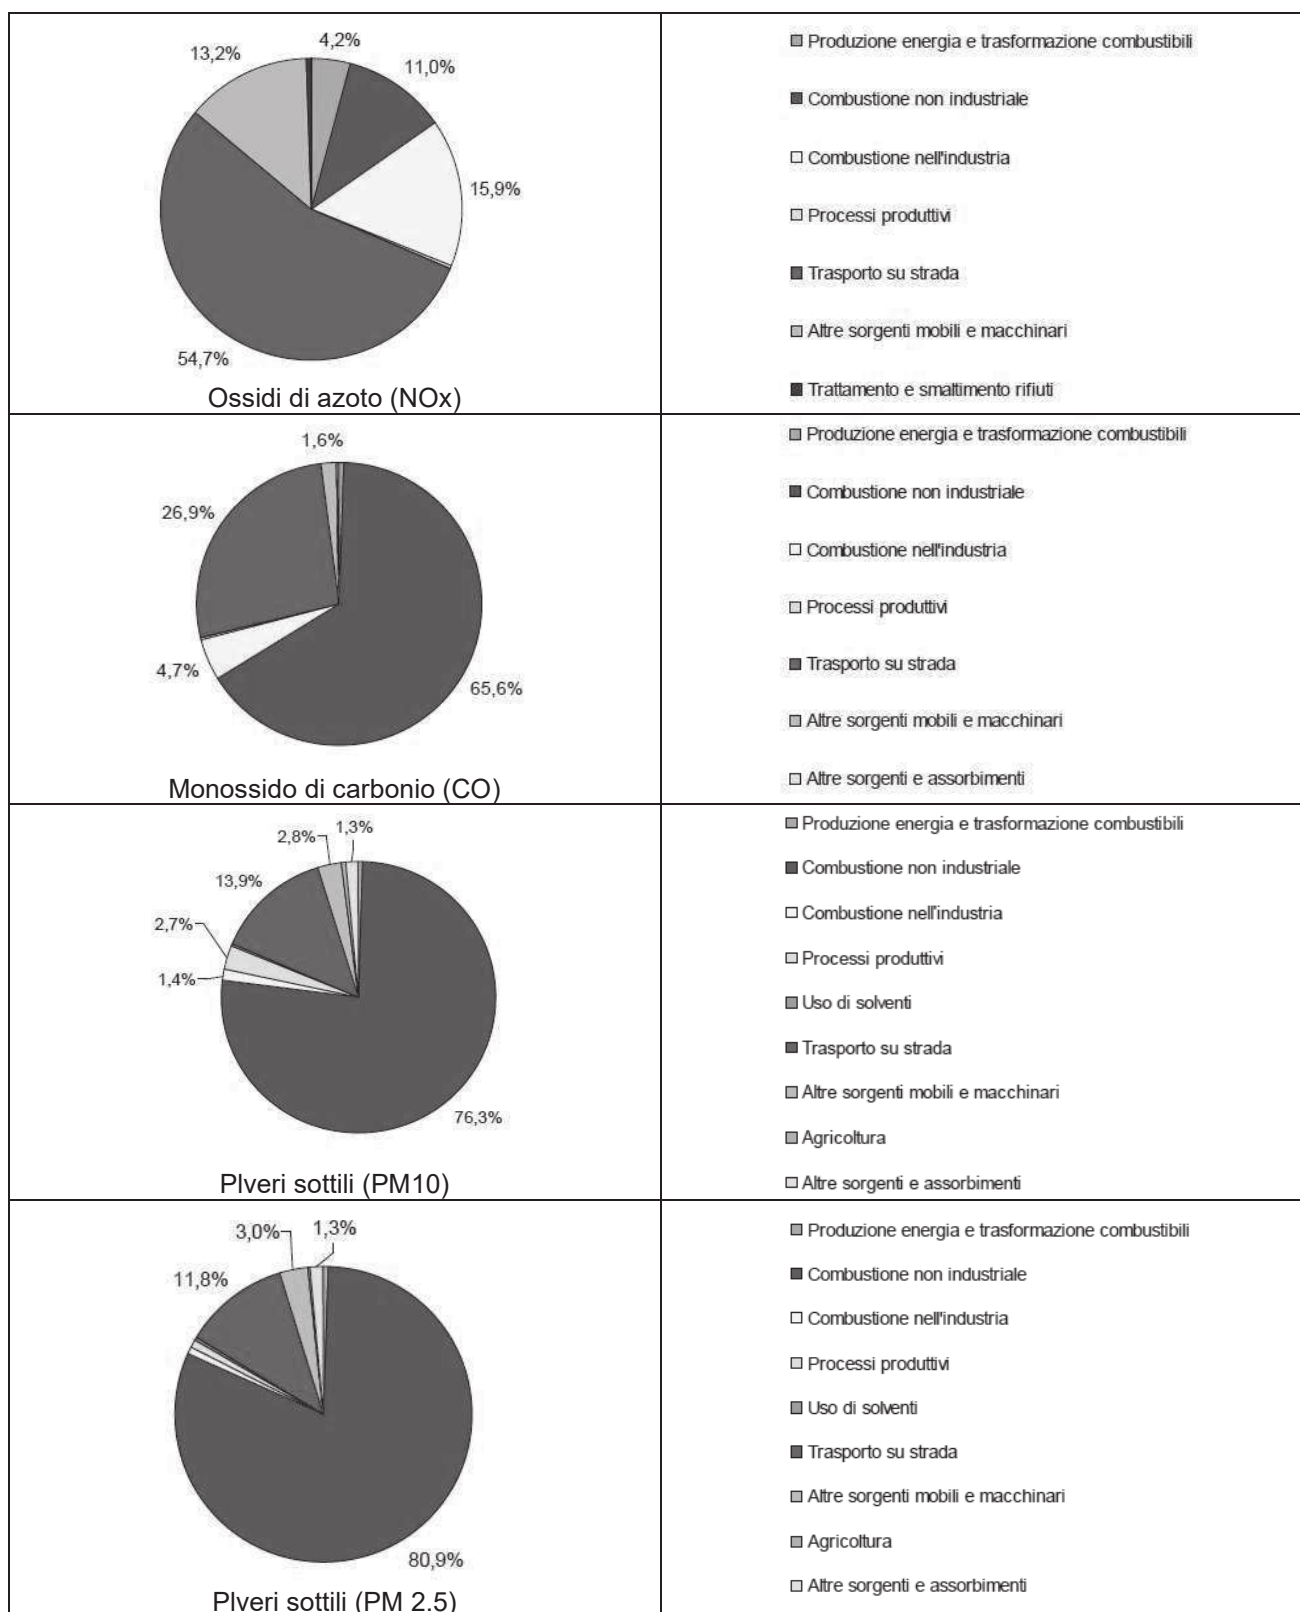 4,2%
13,2%
11,0%
15,9%
54,7%
Ossidi di azoto (NOx)
Produzione energia e trasformazione combustibili
Combustione non industriale
Combustione nell'industria
Processi produttivi
Trasporto su strada
Altre sorgenti mobili e macchinari
Trattamento e smaltimento rifiuti
1,6%
26,9%
4,7%
65,6%
Monossido di carbonio (CO)
Produzione energia e trasformazione combustibili
Combustione non industriale
Combustione nell'industria
Processi produttivi
Trasporto su strada
Altre sorgenti mobili e macchinari
Altre sorgenti e assorbimenti
2,8%
1,3%
13,9%
2,7%
1,4%
76,3%
Plveri sottili (PM10)
Produzione energia e trasformazione combustibili
Combustione non industriale
Combustione nell'industria
Processi produttivi
Uso di solventi
Trasporto su strada
Altre sorgenti mobili e macchinari
Agricoltura
Altre sorgenti e assorbimenti
3,0%
1,3%
11,8%
80,9%
Plveri sottili (PM 2.5)
Produzione energia e trasformazione combustibili
Combustione non industriale
Combustione nell'industria
Processi produttivi
Uso di solventi
Trasporto su strada
Altre sorgenti mobili e macchinari
Agricoltura
Altre sorgenti e assorbimenti